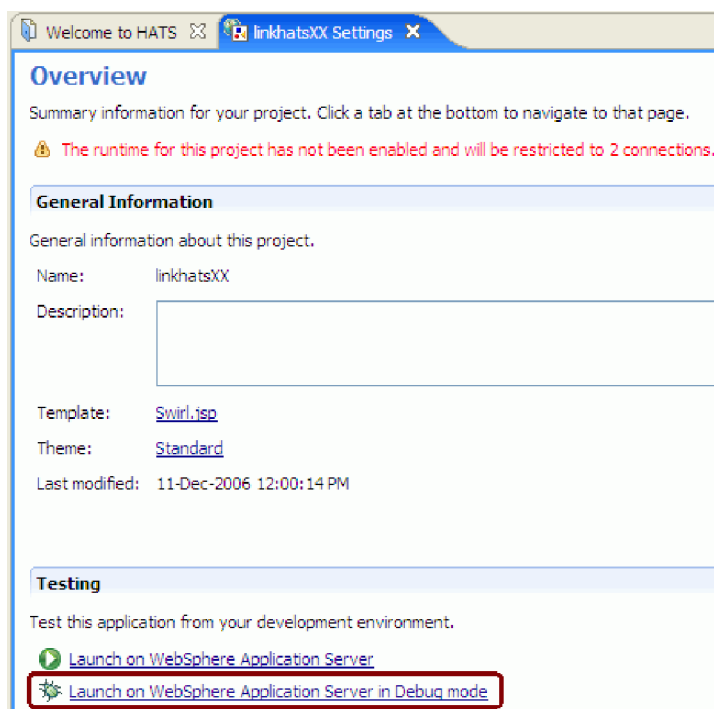 Welcome to HATS linkhatsXX Settings
Overview
Summary information for your project. Click a tab at the bottom to navigate to that page.
The runtime for this project has not been enabled and will be restricted to 2 connections.
General Information
General information about this project.
Name: linkhatsXX
Description:
Template: Swirl.jsp
Theme: Standard
Last modified: 11-Dec-2006 12:00:14 PM
Testing
Test this application from your development environment.
Launch on WebSphere Application Server
Launch on WebSphere Application Server in Debug mode